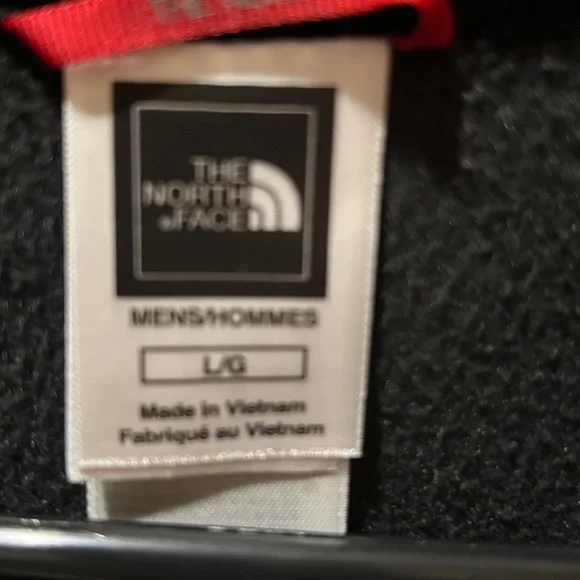 THE
NORTH
FACE
MENS/HOMMES
L/G
Made in Vietnam
Fabriqué au Vietnam